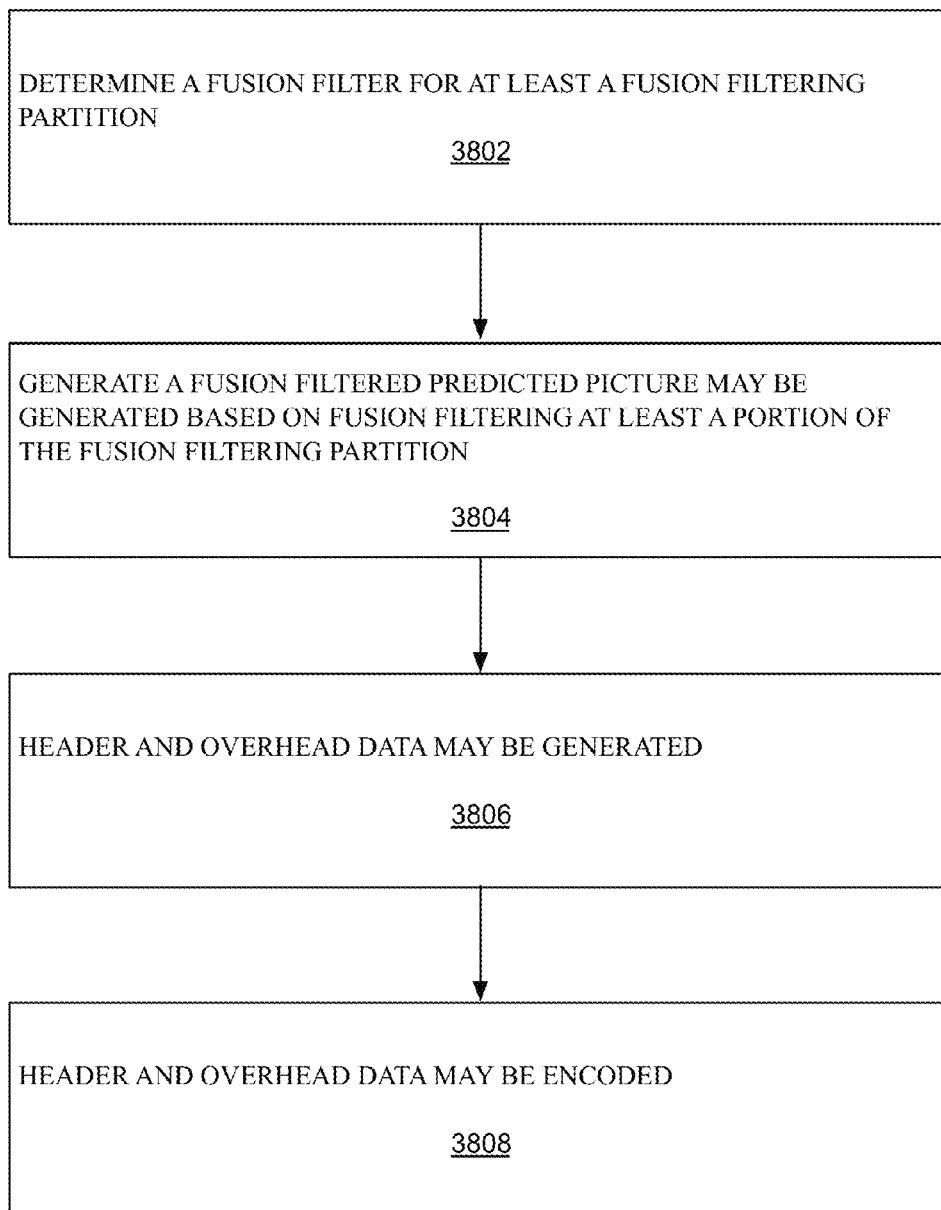 DETERMINE A FUSION FILTER FOR AT LEAST A FUSION FILTERING
PARTITION
3802
GENERATE A FUSION FILTERED PREDICTED PICTURE MAY BE
GENERATED BASED ON FUSION FILTERING AT LEAST A PORTION OF
THE FUSION FILTERING PARTITION
3804
HEADER AND OVERHEAD DATA MAY BE GENERATED
3806
HEADER AND OVERHEAD DATA MAY BE ENCODED
3808